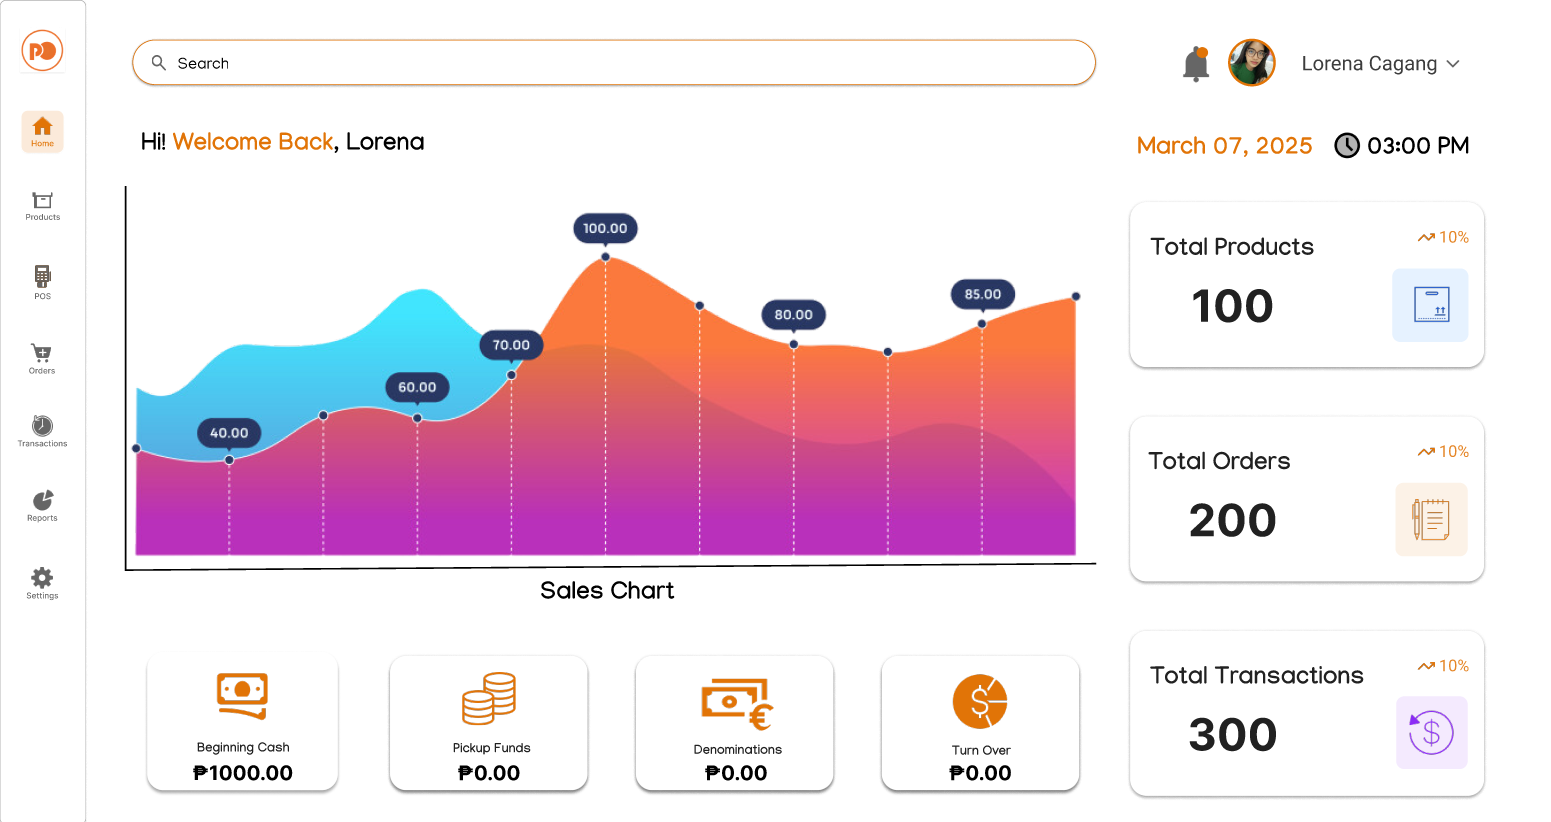 PO
Search
Lorena Cagang
Home
Hi! Welcome Back, Lorena
March 07, 2025 03:00 PM
Products
POS
Orders
Transactions
Reports
Settings
100.00
85.00
80.00
70.00
60.00
40.00
Sales Chart
Total Products
10%
100
Total Orders
10%
200
Total Transactions
10%
300
Beginning Cash
₱1000.00
Pickup Funds
₱0.00
Denominations
₱0.00
Turn Over
₱0.00